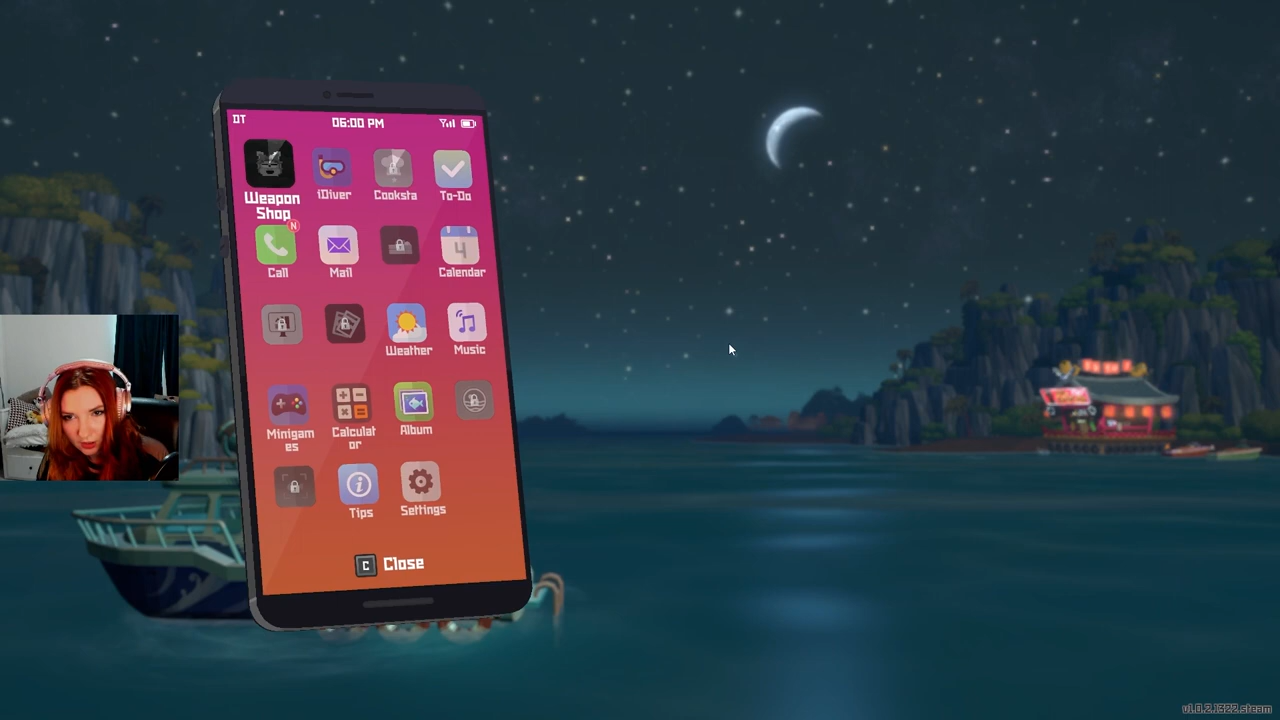 DT
06:00 PM
Weapon
Shop
iDiver
Cooksta
To-Do
N
Call
Mail
4
Calendar
Weather
Music
Minigam
es
Calculat
or
Album
Tips
Settings
C Close
v1.0.2.1322.steam